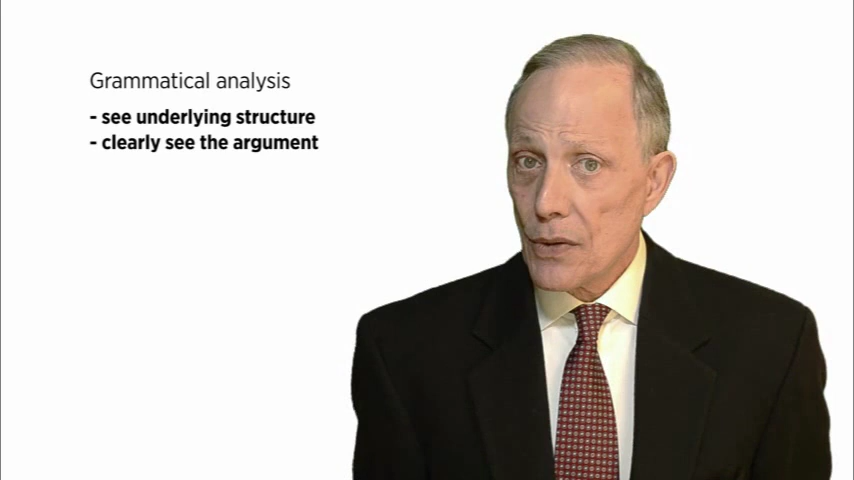 Grammatical analysis
- see underlying structure
- clearly see the argument